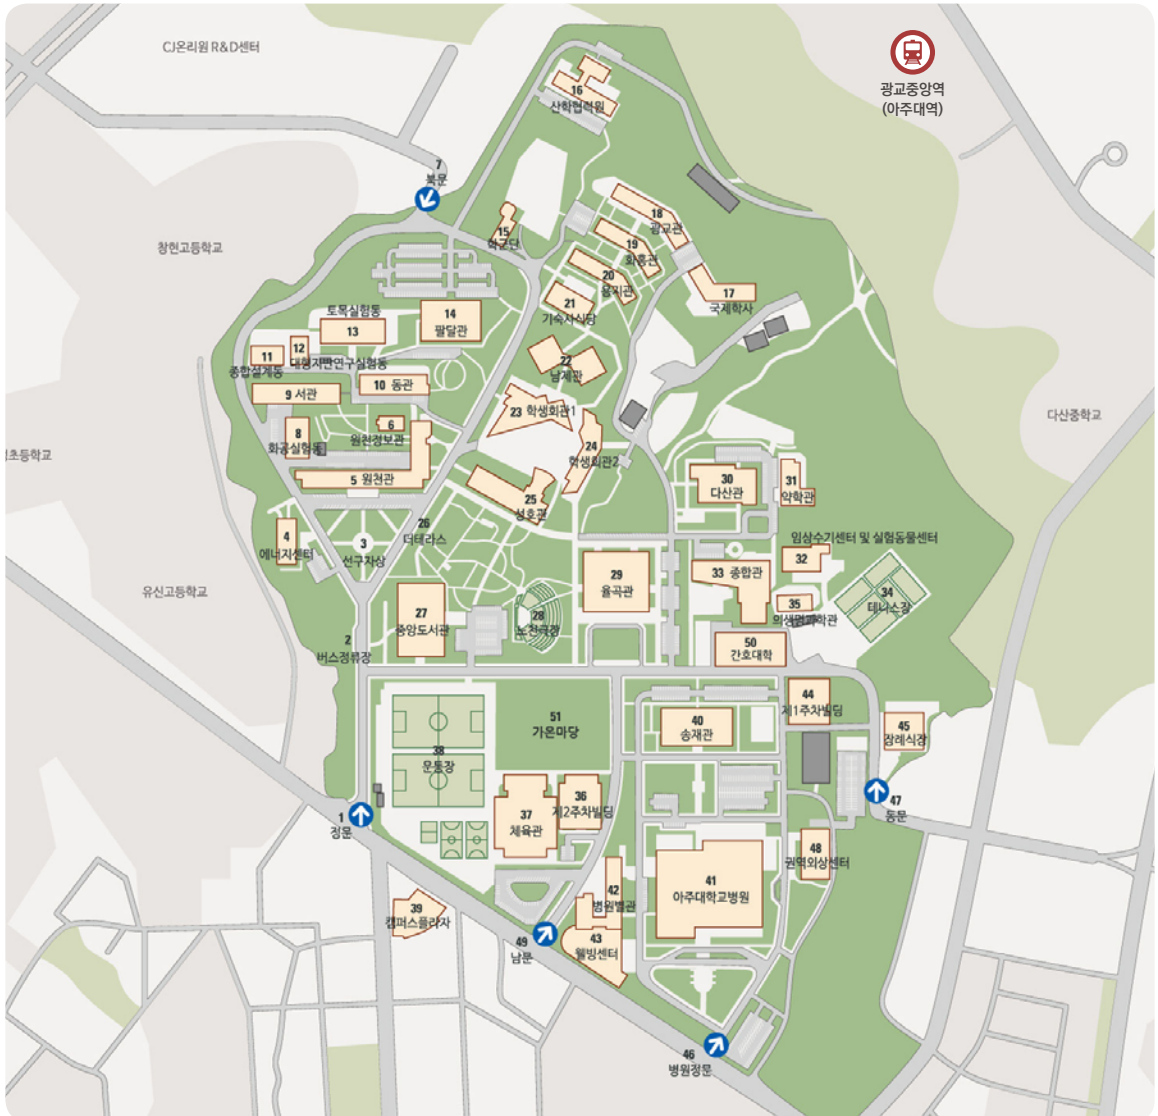 CJ온리원 R&D센터
광교중앙역
(아주대역)
16
산학협력원
7
북문
창현고등학교
15
학군단
18
광교관
19
화홍관
20
용지관
17
국제학사
21
기숙사식당
토목실험동
13
14
팔달관
12
대형지반연구실험동
11
종합설계동
22
남제관
10 동관
9 서관
23 학생회관1
다산중학교
6
원천정보관
8
화공실험동
24
학생회관2
초등학교
5 원천관
25
성호관
30
다산관
31
약학관
26
더테라스
4
에너지센터
3
선구자상
임상수기센터 및 실험동물센터
32
33 종합관
29
율곡관
유신고등학교
34
테니스장
35
27
중앙도서관
28
노천극장
2
버스정류장
50
간호대학
44
제1주차빌딩
51
가온마당
40
송재관
45
장례식장
38
운동장
36
제2주차빌딩
37
체육관
1
정문
47
동문
48
권역외상센터
41
아주대학교병원
42
병원별관
39
캠퍼스플라자
49
남문
43
웰빙센터
46
병원정문